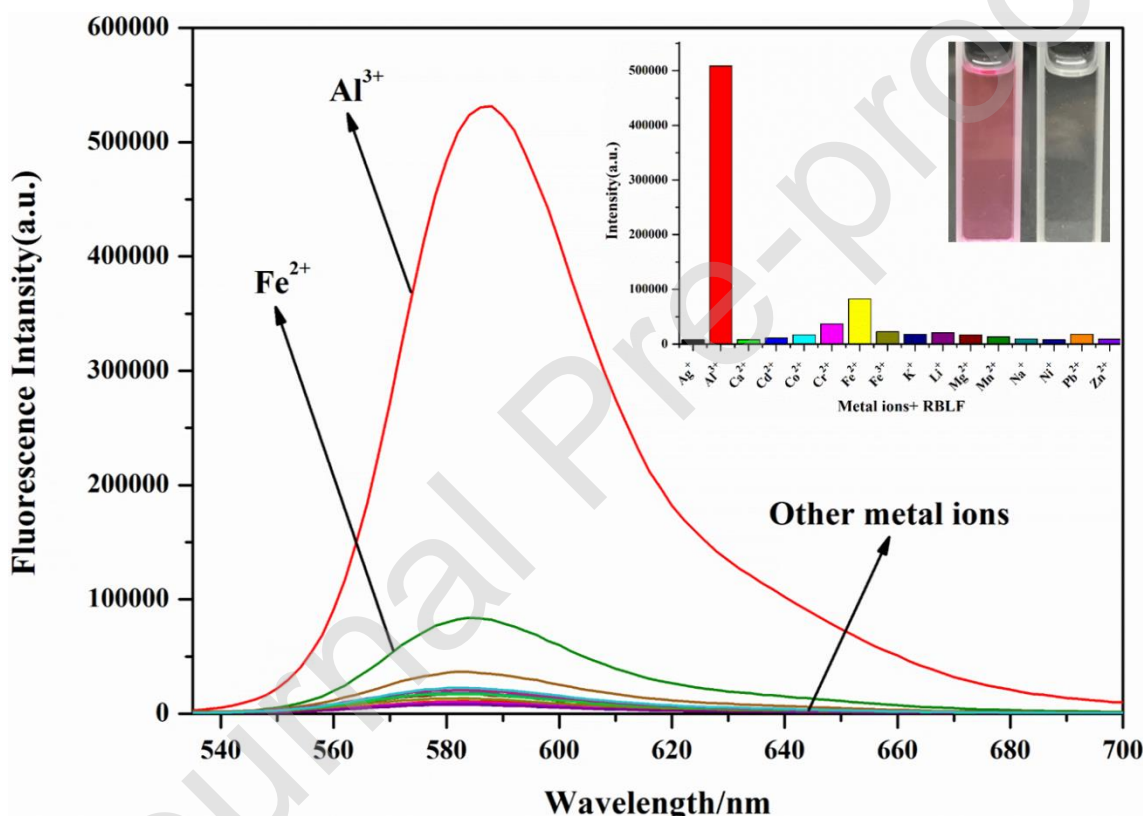 600000
500000
400000
300000
200000
100000
0
Fluorescence Intansity(a.u.)
540 560 580 600 620 640 660 680 700
Wavelength/nm
Al³⁺
Fe²⁺
Other metal ions
500000
400000
300000
200000
100000
0
Intensity(a.u.)
Ag⁺ Al³⁺ Ca²⁺ Cd²⁺ Co²⁺ Cr²⁺ Fe²⁺ Fe³⁺ K⁺ Li⁺ Mg²⁺ Mn²⁺ Na⁺ Ni⁺ Pb²⁺ Zn²⁺
Metal ions+ RBLF
Journal Pre-proof